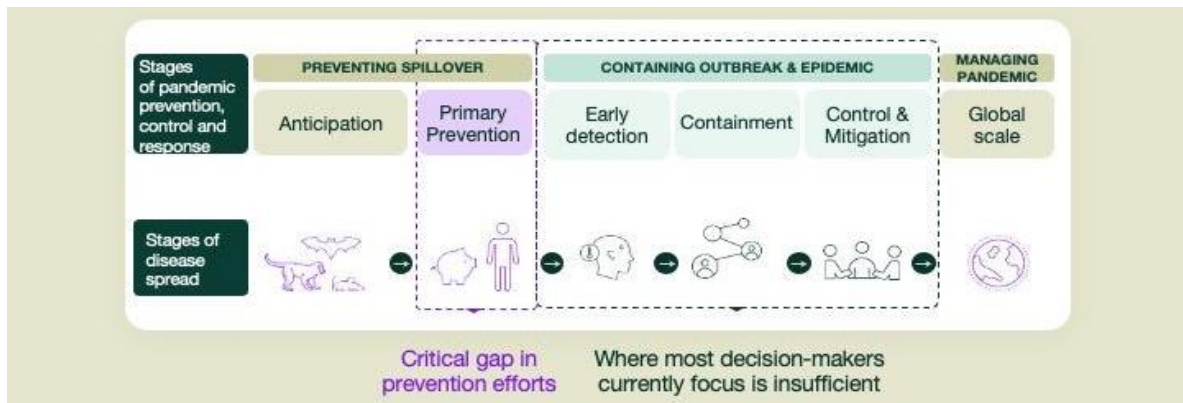 Stages
of pandemic
prevention,
control and
response
PREVENTING SPILLOVER
CONTAINING OUTBREAK & EPIDEMIC
MANAGING
PANDEMIC
Anticipation
Primary
Prevention
Early
detection
Containment
Control &
Mitigation
Global
scale
Stages of
disease
spread
Critical gap in
prevention efforts
Where most decision-makers
currently focus is insufficient